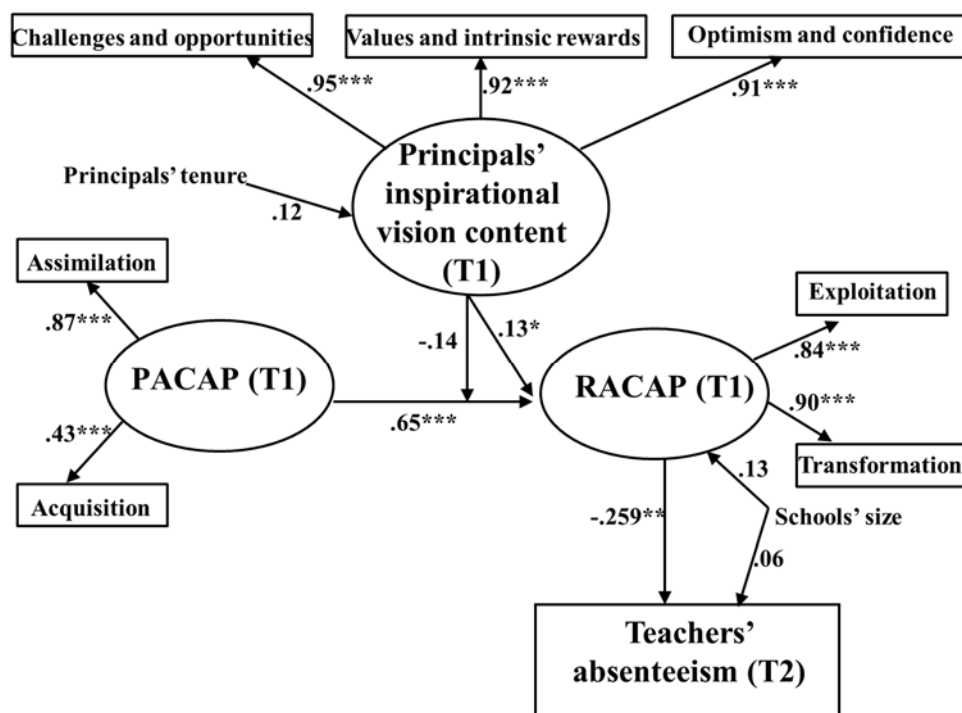 Challenges and opportunities
Values and intrinsic rewards
Optimism and confidence
.95***
.92***
.91***
Principals’
inspirational
vision content
(T1)
Principals’ tenure
.12
Assimilation
.87***
PACAP (T1)
.43***
Acquisition
-.14
.13*
.65***
Exploitation
.84***
RACAP (T1)
.90***
Transformation
.13
Schools’ size
-.259**
.06
Teachers’
absenteeism (T2)